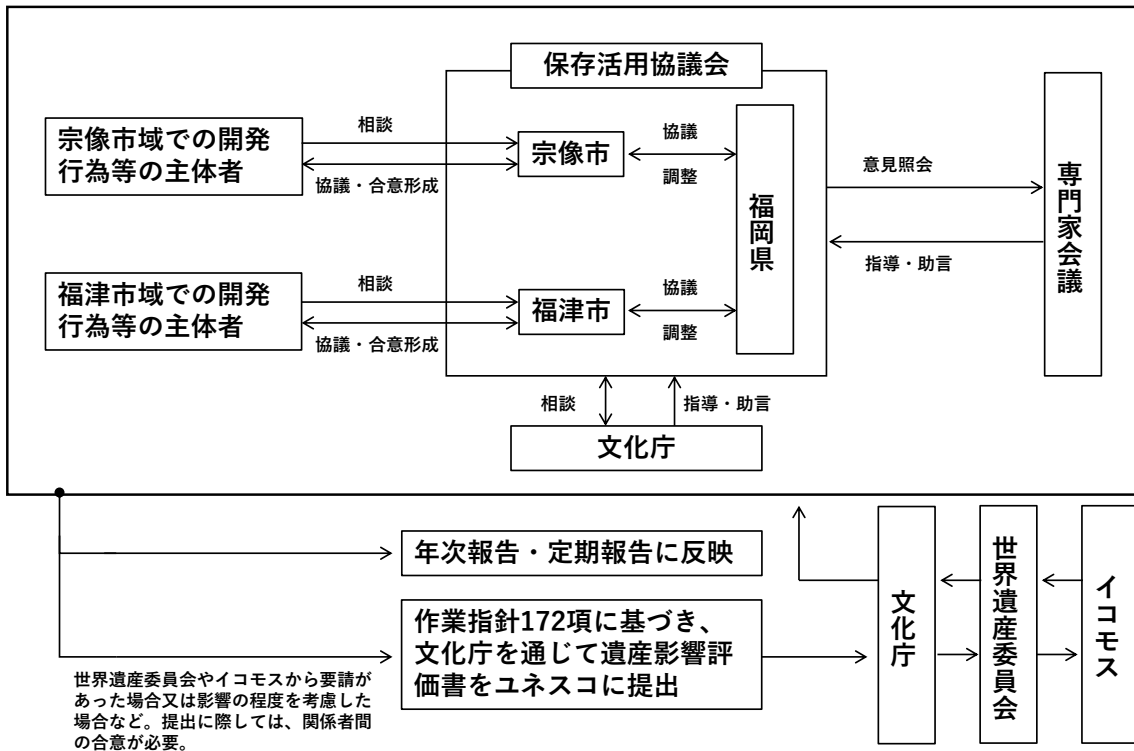 保存活用協議会
宗像市域での開発
行為等の主体者
相談
協議・合意形成
宗像市
協議
調整
福岡県
意見照会
指導・助言
専門家会議
福津市域での開発
行為等の主体者
相談
協議・合意形成
福津市
協議
調整
相談
指導・助言
文化庁
年次報告・定期報告に反映
作業指針172項に基づき、
文化庁を通じて遺産影響評
価書をユネスコに提出
世界遺産委員会やイコモスから要請が
あった場合又は影響の程度を考慮した
場合など。提出に際しては、関係者間
の合意が必要。
文化庁
世界遺産委員会
イコモス